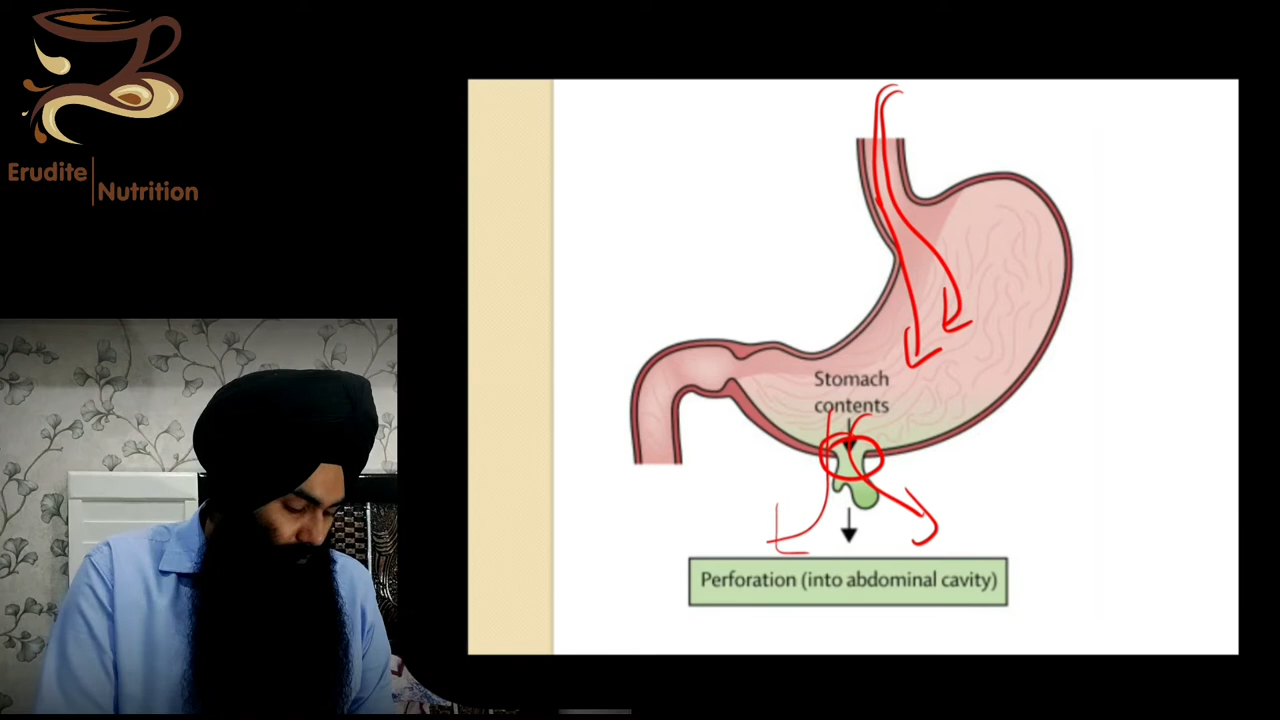 Erudite
Nutrition
Stomach
contents
Perforation (into abdominal cavity)